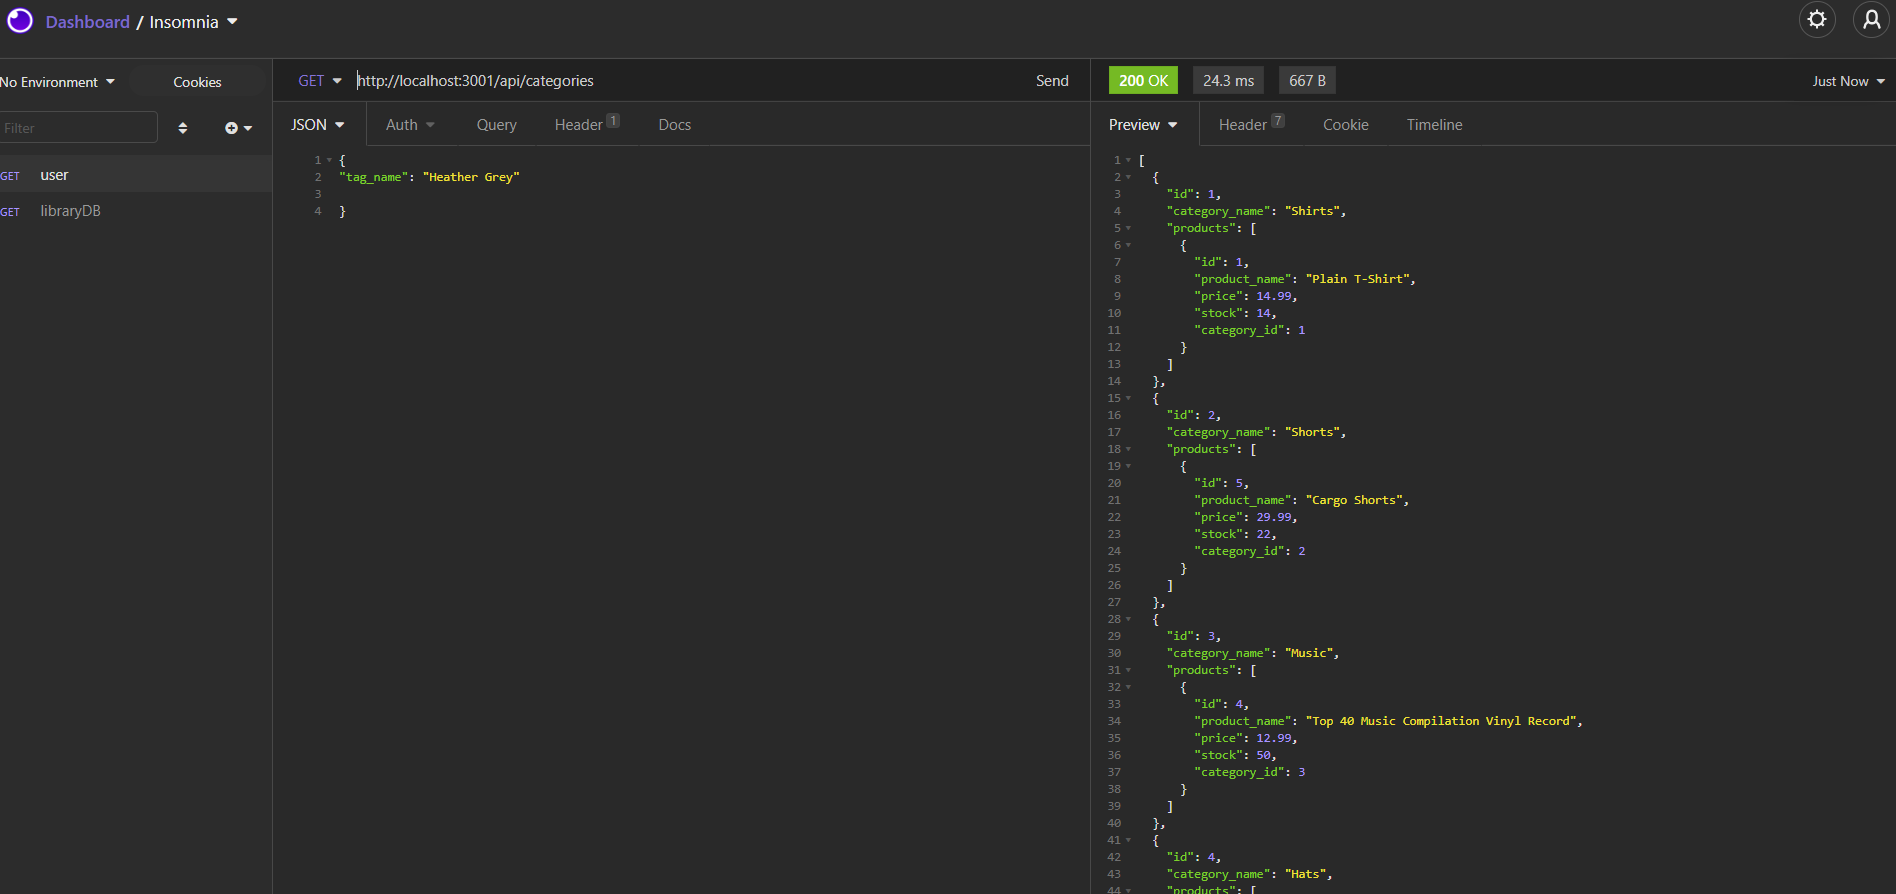 Dashboard / Insomnia
No Environment
Cookies
Filter
GET user
GET libraryDB
GET http://localhost:3001/api/categories Send
JSON Auth Query Header 1 Docs
1 {
2 "tag_name": "Heather Grey"
3
4 }
200 OK 24.3 ms 667 B Just Now
Preview Header 7 Cookie Timeline
1 [
2 {
3 "id": 1,
4 "category_name": "Shirts",
5 "products": [
6 {
7 "id": 1,
8 "product_name": "Plain T-Shirt",
9 "price": 14.99,
10 "stock": 14,
11 "category_id": 1
12 }
13 ]
14 },
15 {
16 "id": 2,
17 "category_name": "Shorts",
18 "products": [
19 {
20 "id": 5,
21 "product_name": "Cargo Shorts",
22 "price": 29.99,
23 "stock": 22,
24 "category_id": 2
25 }
26 ]
27 },
28 {
29 "id": 3,
30 "category_name": "Music",
31 "products": [
32 {
33 "id": 4,
34 "product_name": "Top 40 Music Compilation Vinyl Record",
35 "price": 12.99,
36 "stock": 50,
37 "category_id": 3
38 }
39 ]
40 },
41 {
42 "id": 4,
43 "category_name": "Hats",
44 "products": [